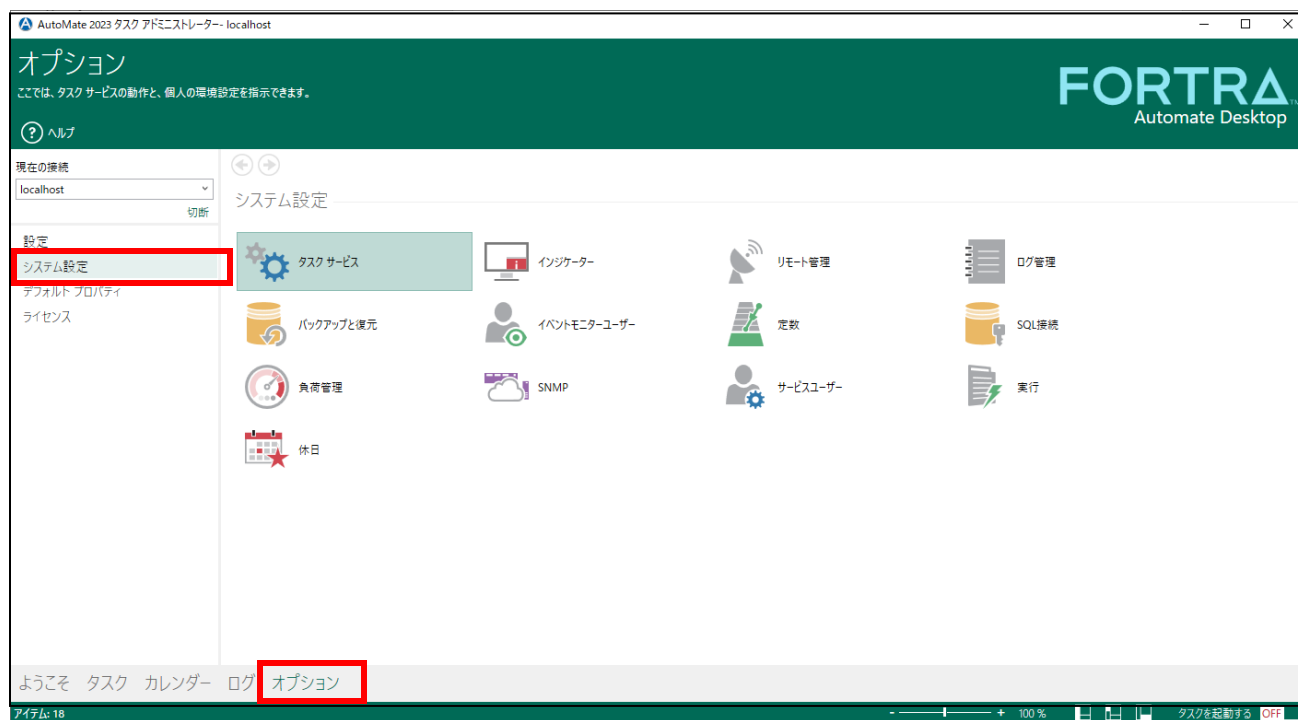 AutoMate 2023 タスク アドミニストレーター- localhost
オプション
ここでは、タスク サービスの動作と、個人の環境設定を指示できます。
FORTRA™
Automate Desktop
? ヘルプ
現在の接続
localhost
切断
設定
システム設定
デフォルト プロパティ
ライセンス
システム設定
タスク サービス
インジケーター
リモート管理
ログ管理
バックアップと復元
イベントモニターユーザー
定数
SQL接続
負荷管理
SNMP
サービスユーザー
実行
休日
ようこそ タスク カレンダー ログ オプション
アイテム: 18
- + 100 % タスクを起動する OFF